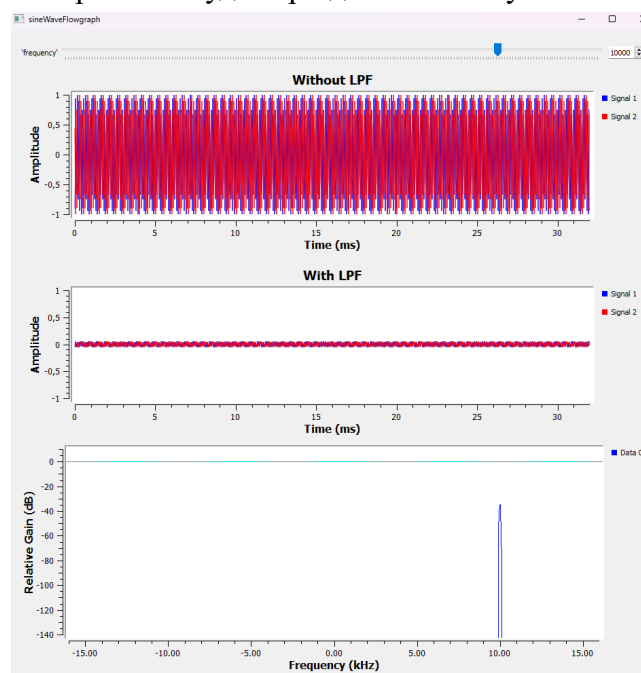 sineWaveFlowgraph
'frequency'
10000
Without LPF
Signal 1
Signal 2
Amplitude
1
0,5
0
-0,5
-1
0 5 10 15 20 25 30
Time (ms)
With LPF
Signal 1
Signal 2
Amplitude
1
0,5
0
-0,5
-1
0 5 10 15 20 25 30
Time (ms)
Data 0
Relative Gain (dB)
0
-20
-40
-60
-80
-100
-120
-140
-15.00 -10.00 -5.00 0.00 5.00 10.00 15.00
Frequency (kHz)